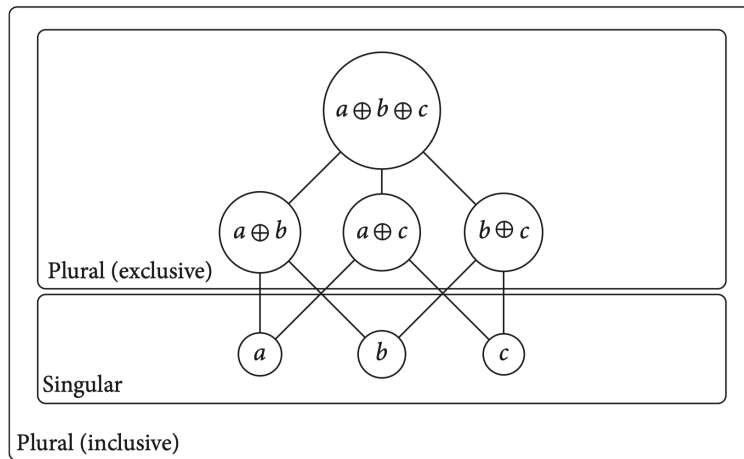 a ⊕ b ⊕ c
a ⊕ b
a ⊕ c
b ⊕ c
Plural (exclusive)
a
b
c
Singular
Plural (inclusive)